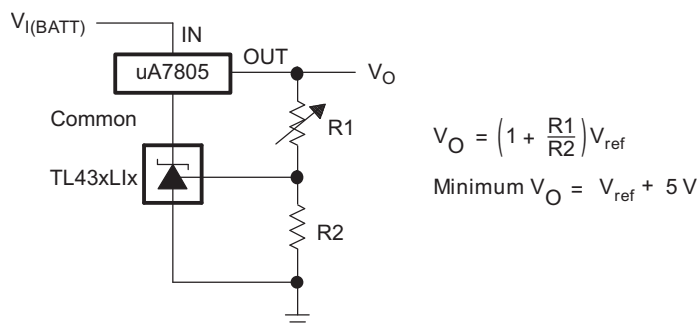 V_I(BATT)
IN
OUT
uA7805
V_O
Common
R1
TL43xLIx
R2
V_O = (1 + R1/R2) V_ref
Minimum V_O = V_ref + 5 V